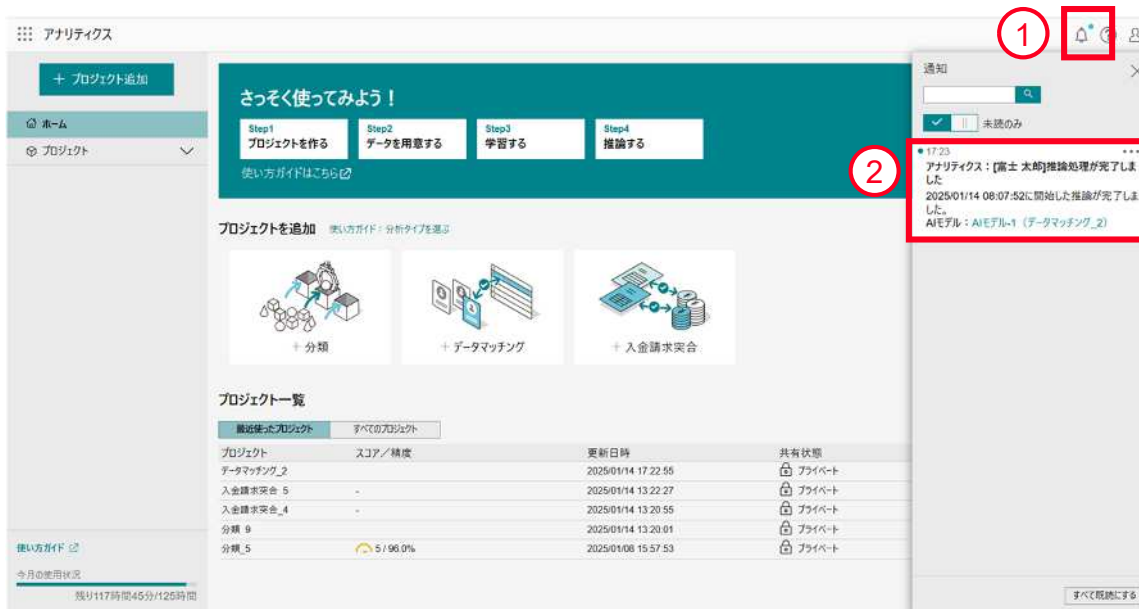 アナリティクス
①
+ プロジェクト追加
ホーム
プロジェクト
さっそく使ってみよう！
Step1
プロジェクトを作る
Step2
データを用意する
Step3
学習する
Step4
推論する
使い方ガイドはこちら
通知
未読のみ
②
17:23
アナリティクス：[富士 太郎]推論処理が完了しま
した
2025/01/14 08:07:52に開始した推論が完了しま
した。
AIモデル：AIモデル-1（データマッチング_2）
プロジェクトを追加 使い方ガイド：分析タイプを選ぶ
+ 分類
+ データマッチング
+ 入金請求突合
プロジェクト一覧
最近使ったプロジェクト すべてのプロジェクト
プロジェクト スコア／精度 更新日時 共有状態
データマッチング_2 2025/01/14 17:22:55 プライベート
入金請求突合 5 - 2025/01/14 13:22:27 プライベート
入金請求突合_4 - 2025/01/14 13:20:55 プライベート
分類 9 2025/01/14 13:20:01 プライベート
分類_5 5 / 96.0% 2025/01/08 15:57:53 プライベート
使い方ガイド
今月の使用状況
残り117時間45分/125時間
すべて既読にする